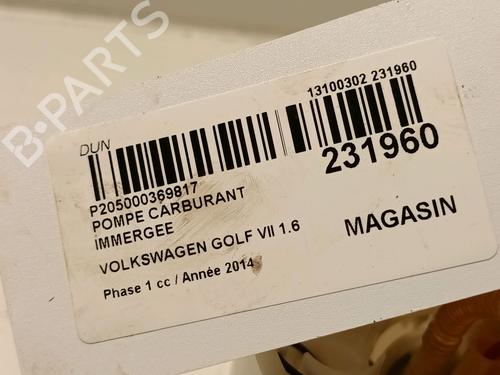 B-PARTS
DUN
13100302 231960
P205000369817
231960
POMPE CARBURANT
IMMERGEE
MAGASIN
VOLKSWAGEN GOLF VII 1.6
Phase 1 cc / Année 2014